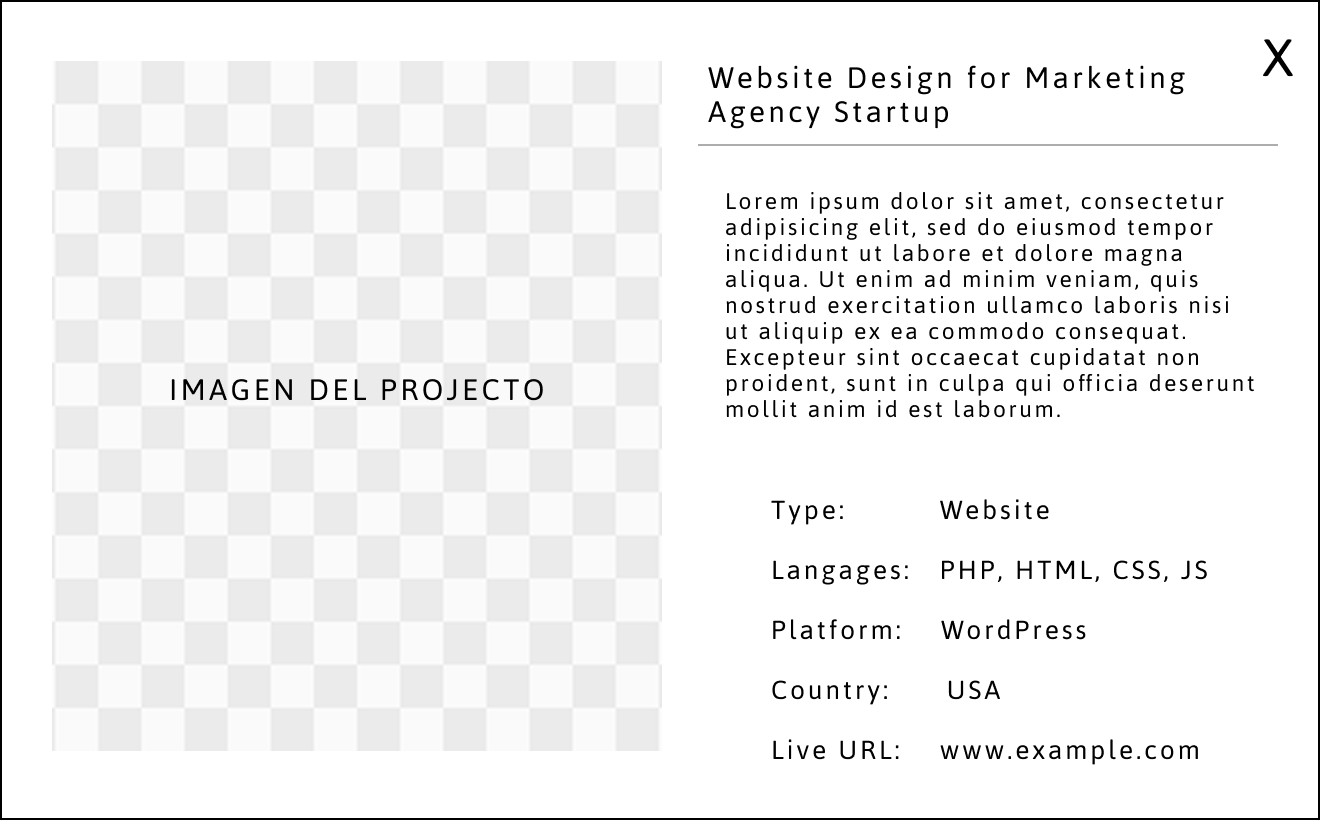 X
Website Design for Marketing
Agency Startup
Lorem ipsum dolor sit amet, consectetur
adipisicing elit, sed do eiusmod tempor
incididunt ut labore et dolore magna
aliqua. Ut enim ad minim veniam, quis
nostrud exercitation ullamco laboris nisi
ut aliquip ex ea commodo consequat.
Excepteur sint occaecat cupidatat non
proident, sunt in culpa qui officia deserunt
mollit anim id est laborum.
IMAGEN DEL PROJECTO
Type: Website
Langages: PHP, HTML, CSS, JS
Platform: WordPress
Country: USA
Live URL: www.example.com